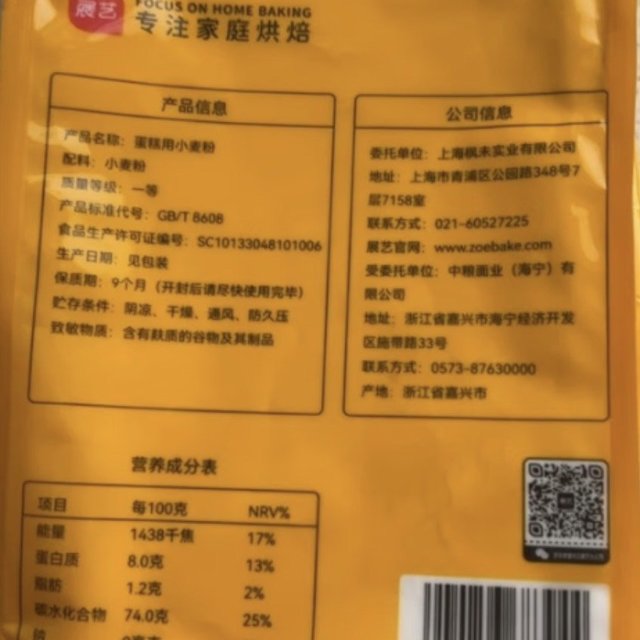 展艺
FOCUS ON HOME BAKING
专注家庭烘焙
产品信息
产品名称：蛋糕用小麦粉
配料：小麦粉
质量等级：一等
产品标准代号：GB/T 8608
食品生产许可证编号：SC10133048101006
生产日期：见包装
保质期：9个月（开封后请尽快使用完毕）
贮存条件：阴凉、干燥、通风、防久压
致敏物质：含有麸质的谷物及其制品
公司信息
委托单位：上海枫未实业有限公司
地址：上海市青浦区公园路348号7
层7158室
联系方式：021-60527225
展艺官网：www.zoebake.com
受委托单位：中粮面业（海宁）有
限公司
地址：浙江省嘉兴市海宁经济开发
区施带路33号
联系方式：0573-87630000
产地：浙江省嘉兴市
营养成分表
项目 每100克 NRV%
能量 1438千焦 17%
蛋白质 8.0克 13%
脂肪 1.2克 2%
碳水化合物 74.0克 25%